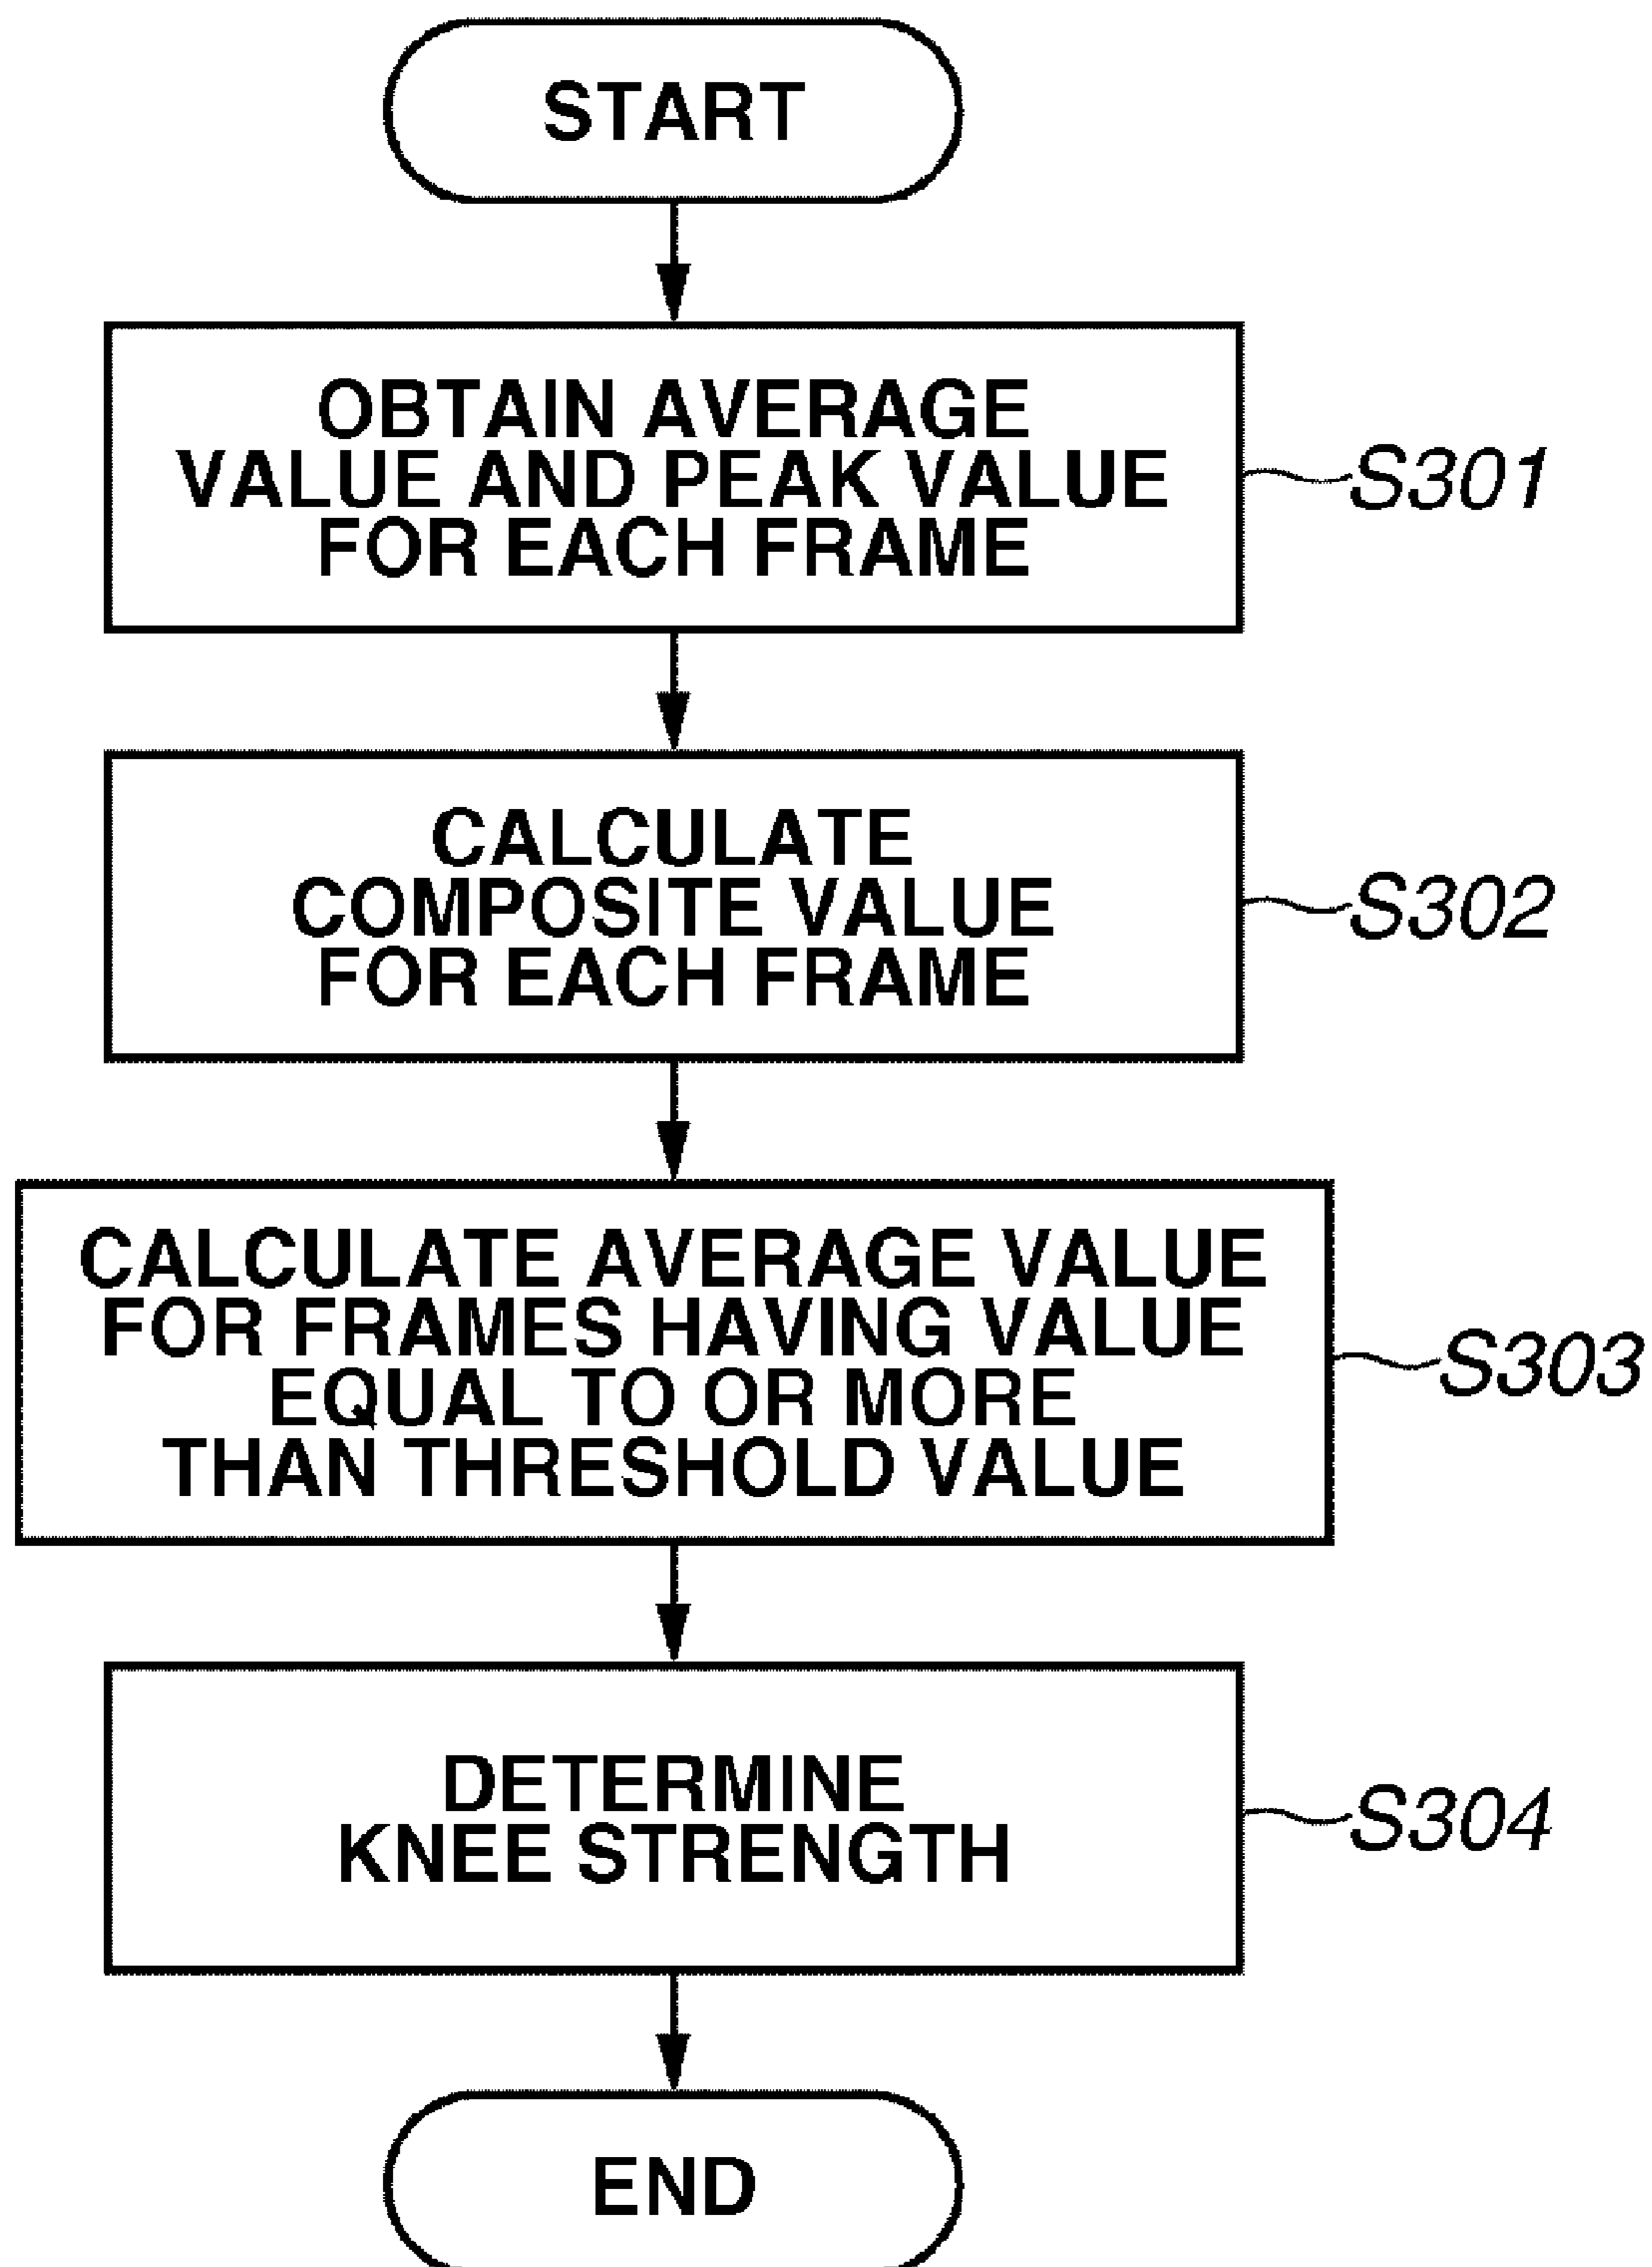 START
OBTAIN AVERAGE
VALUE AND PEAK VALUE
FOR EACH FRAME
S301
CALCULATE
COMPOSITE VALUE
FOR EACH FRAME
S302
CALCULATE AVERAGE VALUE
FOR FRAMES HAVING VALUE
EQUAL TO OR MORE
THAN THRESHOLD VALUE
S303
DETERMINE
KNEE STRENGTH
S304
END